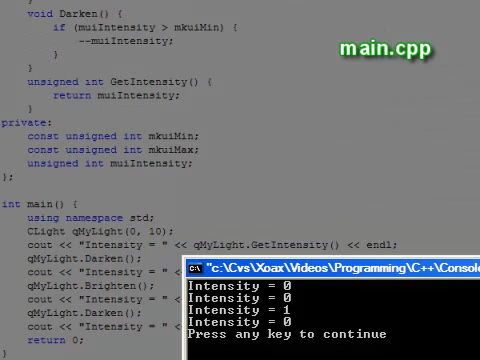 void Darken() {
if (muiIntensity > mkuiMin) {
--muiIntensity;
}
}
unsigned int GetIntensity() {
return muiIntensity;
}
private:
const unsigned int mkuiMin;
const unsigned int mkuiMax;
unsigned int muiIntensity;
};
int main() {
using namespace std;
CLight qMyLight(0, 10);
cout << "Intensity = " << qMyLight.GetIntensity() << endl;
qMyLight.Darken();
cout << "Intensity = " <<
qMyLight.Brighten();
cout << "Intensity = " <<
qMyLight.Darken();
cout << "Intensity = " <<
return 0;
}
main.cpp
"c:\Cvs\Xoax\Videos\Programming\C++\Console
Intensity = 0
Intensity = 0
Intensity = 1
Intensity = 0
Press any key to continue